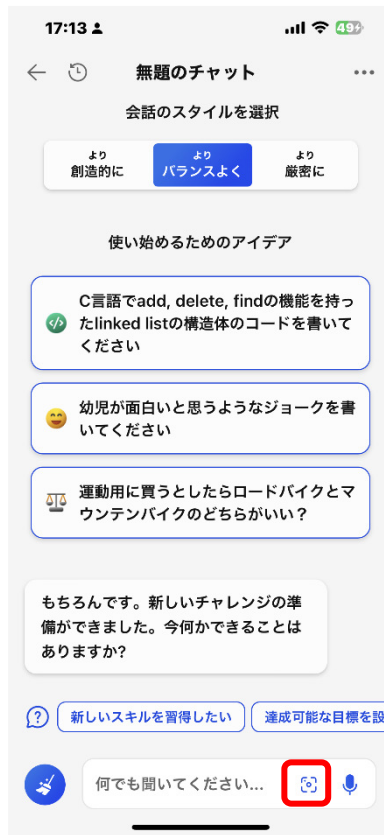 17:13
49
無題のチャット
会話のスタイルを選択
より
創造的に
より
バランスよく
より
厳密に
使い始めるためのアイデア
C言語でadd, delete, findの機能を持っ
たlinked listの構造体のコードを書いて
ください
幼児が面白いと思うようなジョークを書
いてください
運動用に買うとしたらロードバイクとマ
ウンテンバイクのどちらがいい？
もちろんです。新しいチャレンジの準
備ができました。今何かできることは
ありますか?
新しいスキルを習得したい
達成可能な目標を設
何でも聞いてください...